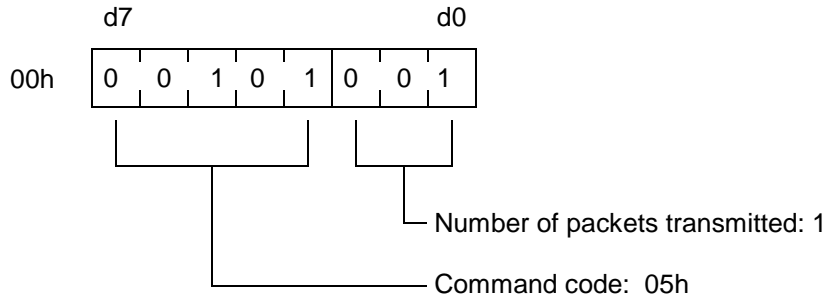 d7 d0
00h 0 0 1 0 1 0 0 1
Number of packets transmitted: 1
Command code: 05h